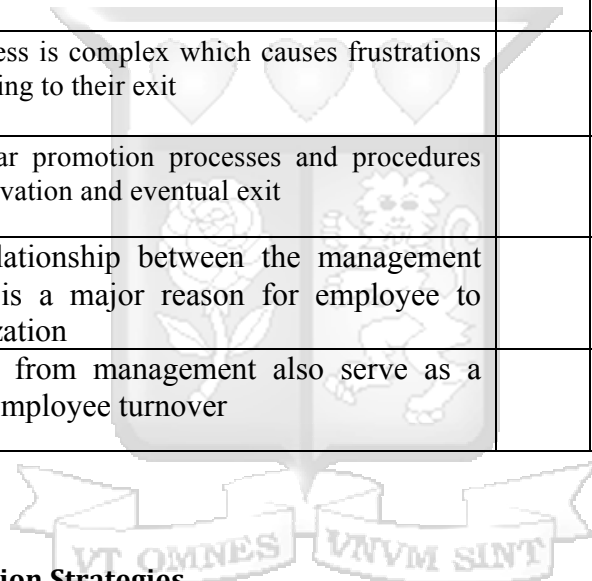 ess is complex which causes frustrations
ing to their exit
ar promotion processes and procedures
vation and eventual exit
lationship between the management
is a major reason for employee to
zation
from management also serve as a
mployee turnover
VT OMNES VNVM SINT
ion Strategies